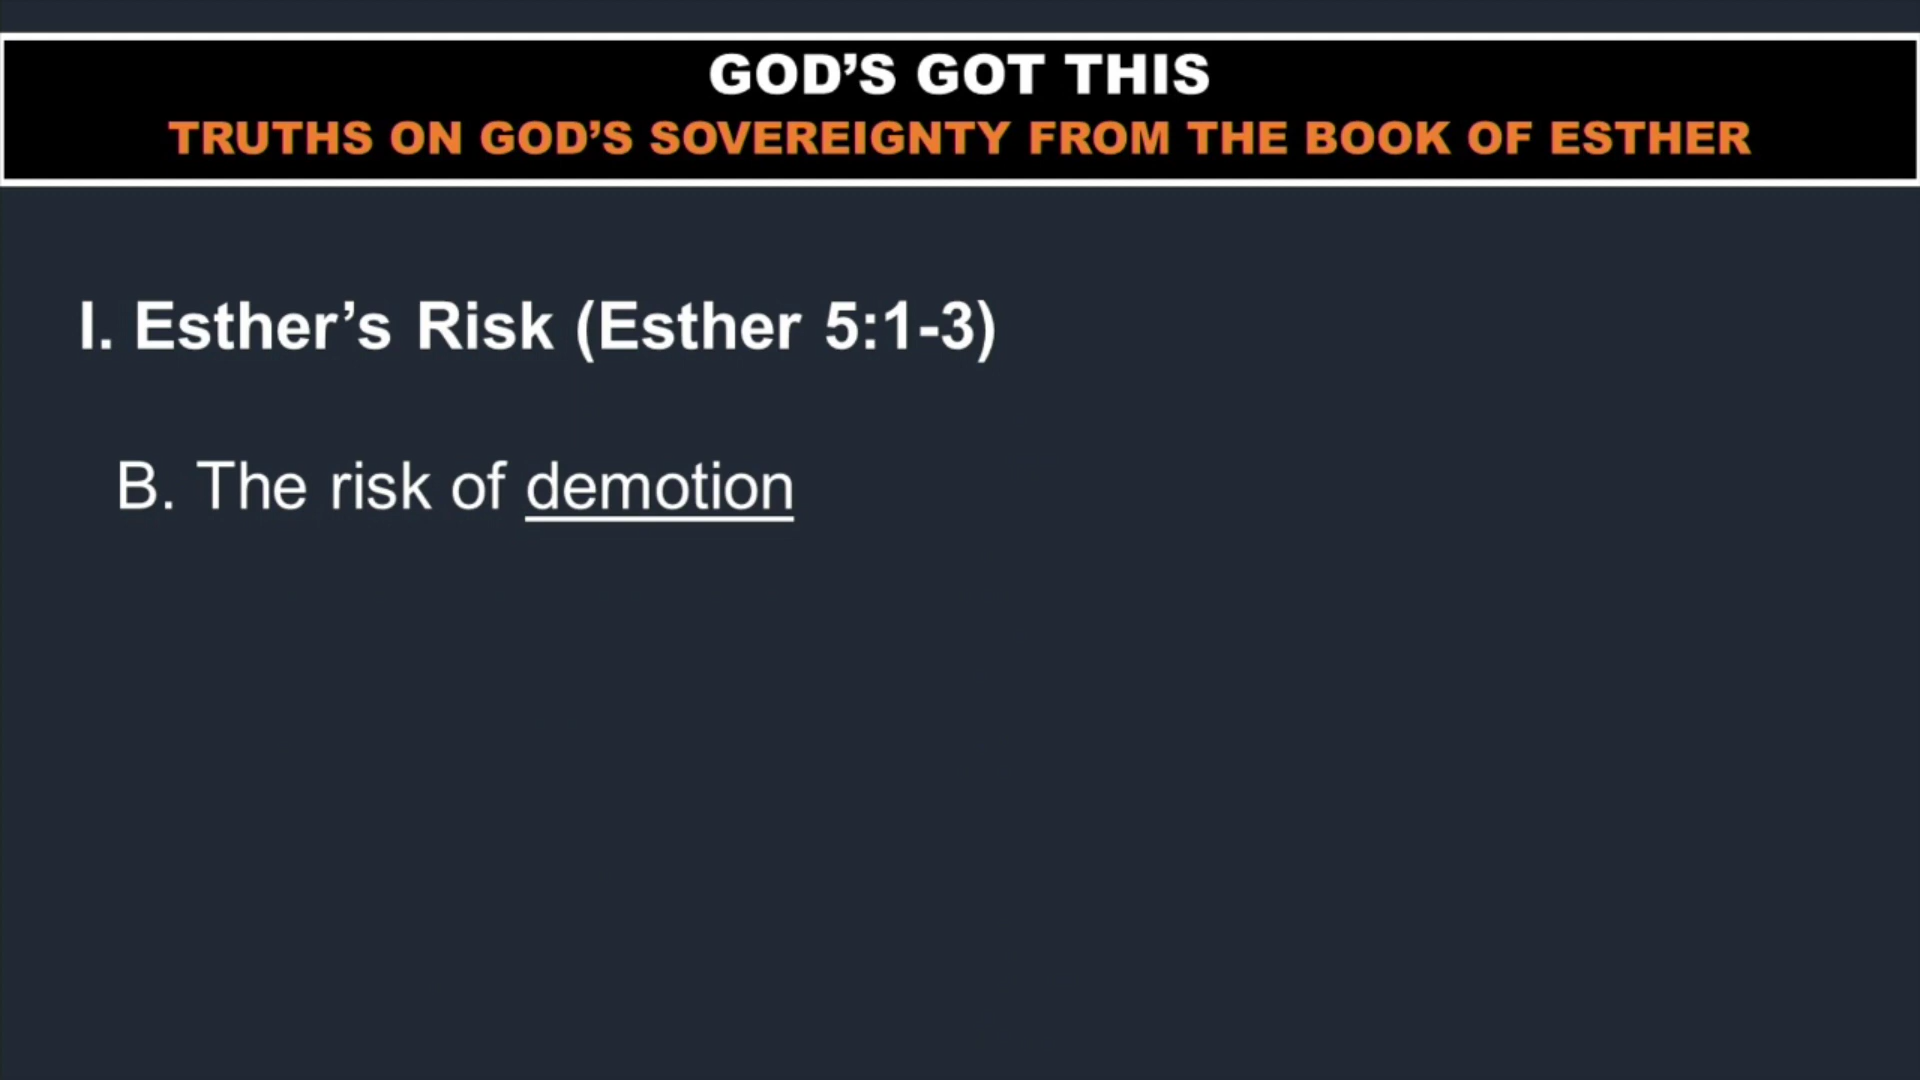 GOD’S GOT THIS
TRUTHS ON GOD’S SOVEREIGNTY FROM THE BOOK OF ESTHER
I. Esther’s Risk (Esther 5:1-3)
B. The risk of demotion